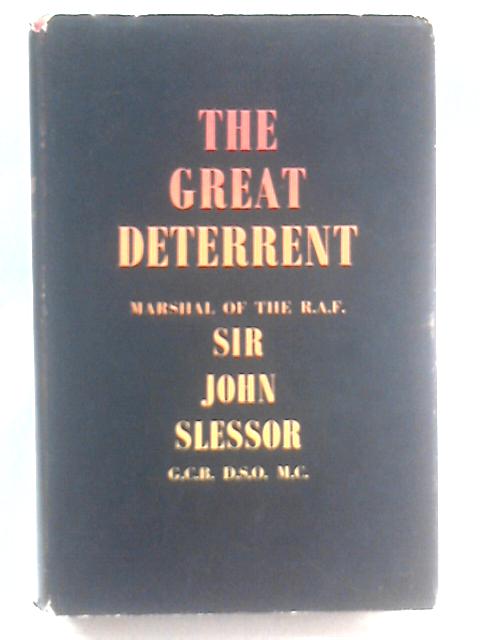 THE
GREAT
DETERRENT
MARSHAL OF THE R.A.F.
SIR
JOHN
SLESSOR
G.C.B. D.S.O. M.C.